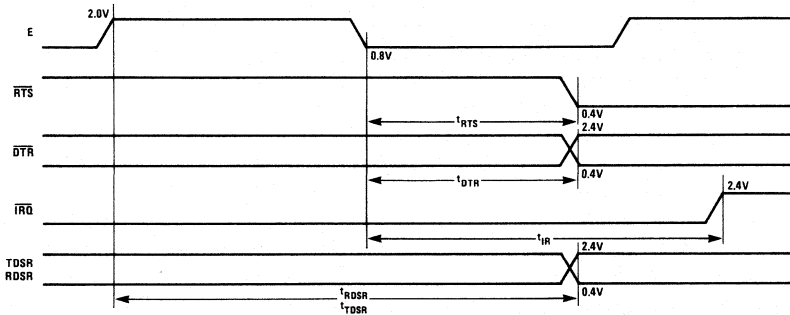 2.0V
E
0.8V
RTS
0.4V
tRTS
2.4V
DTR
0.4V
tDTR
2.4V
IRQ
tIR
2.4V
TDSR
RDSR
0.4V
tRDSR
tTDSR